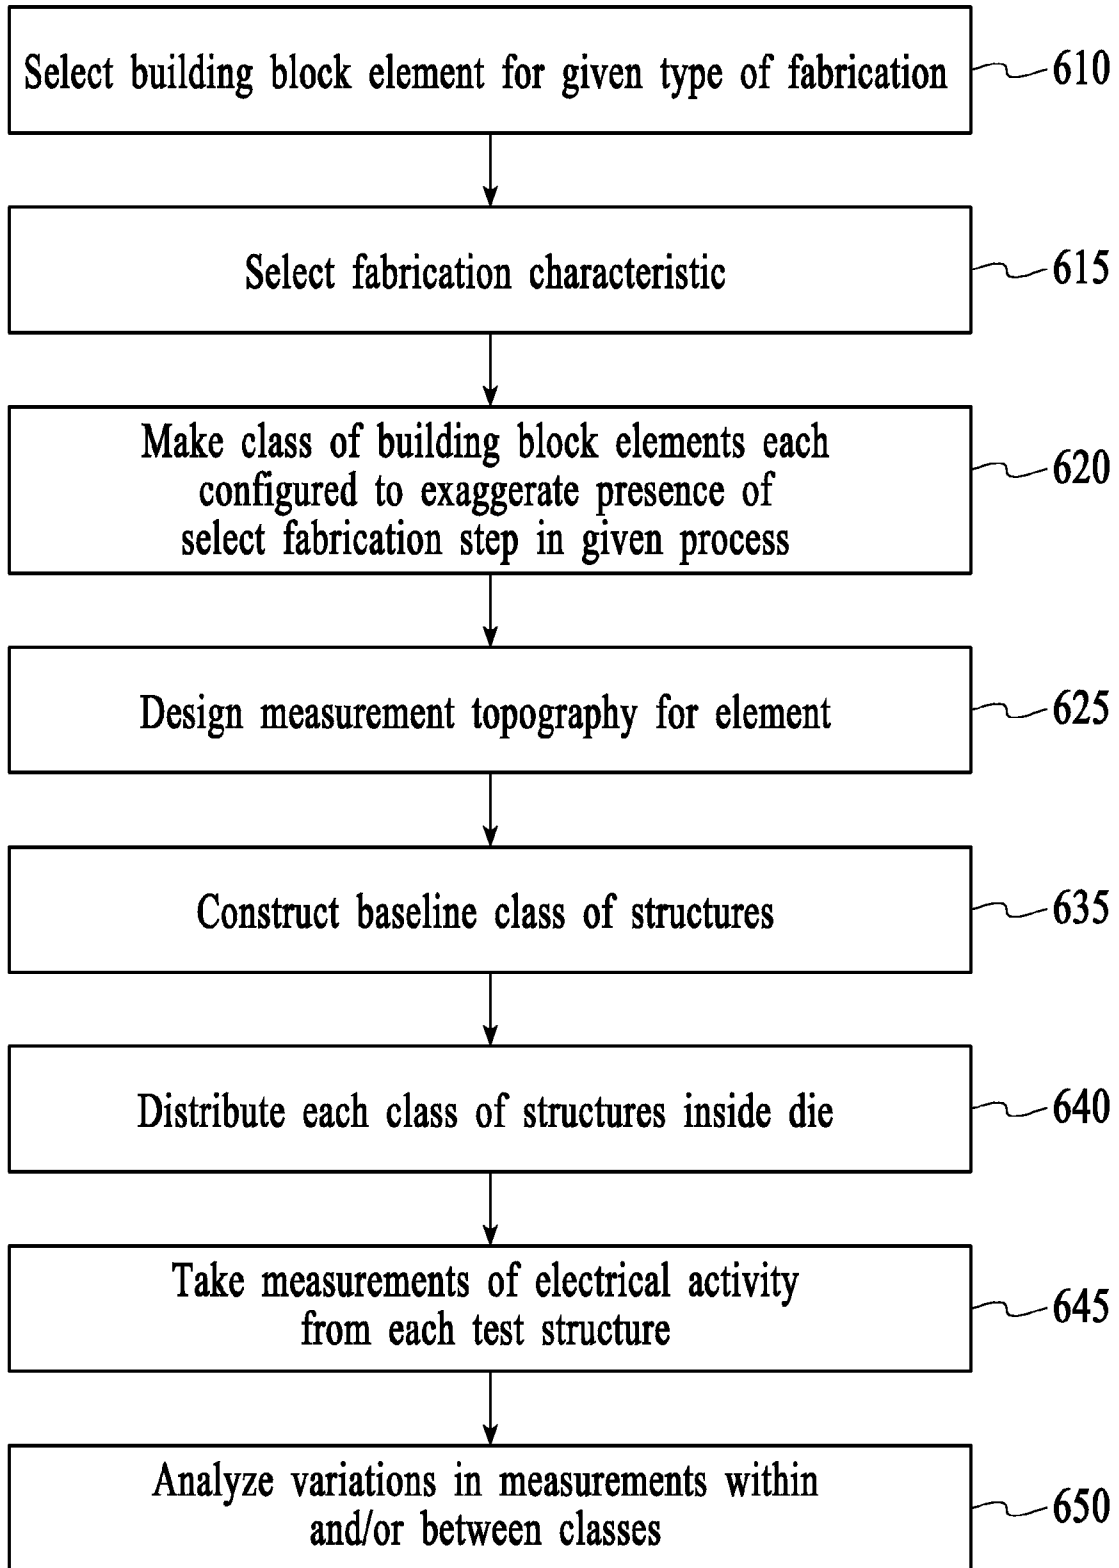 Select building block element for given type of fabrication
610
Select fabrication characteristic
615
Make class of building block elements each
configured to exaggerate presence of
select fabrication step in given process
620
Design measurement topography for element
625
Construct baseline class of structures
635
Distribute each class of structures inside die
640
Take measurements of electrical activity
from each test structure
645
Analyze variations in measurements within
and/or between classes
650